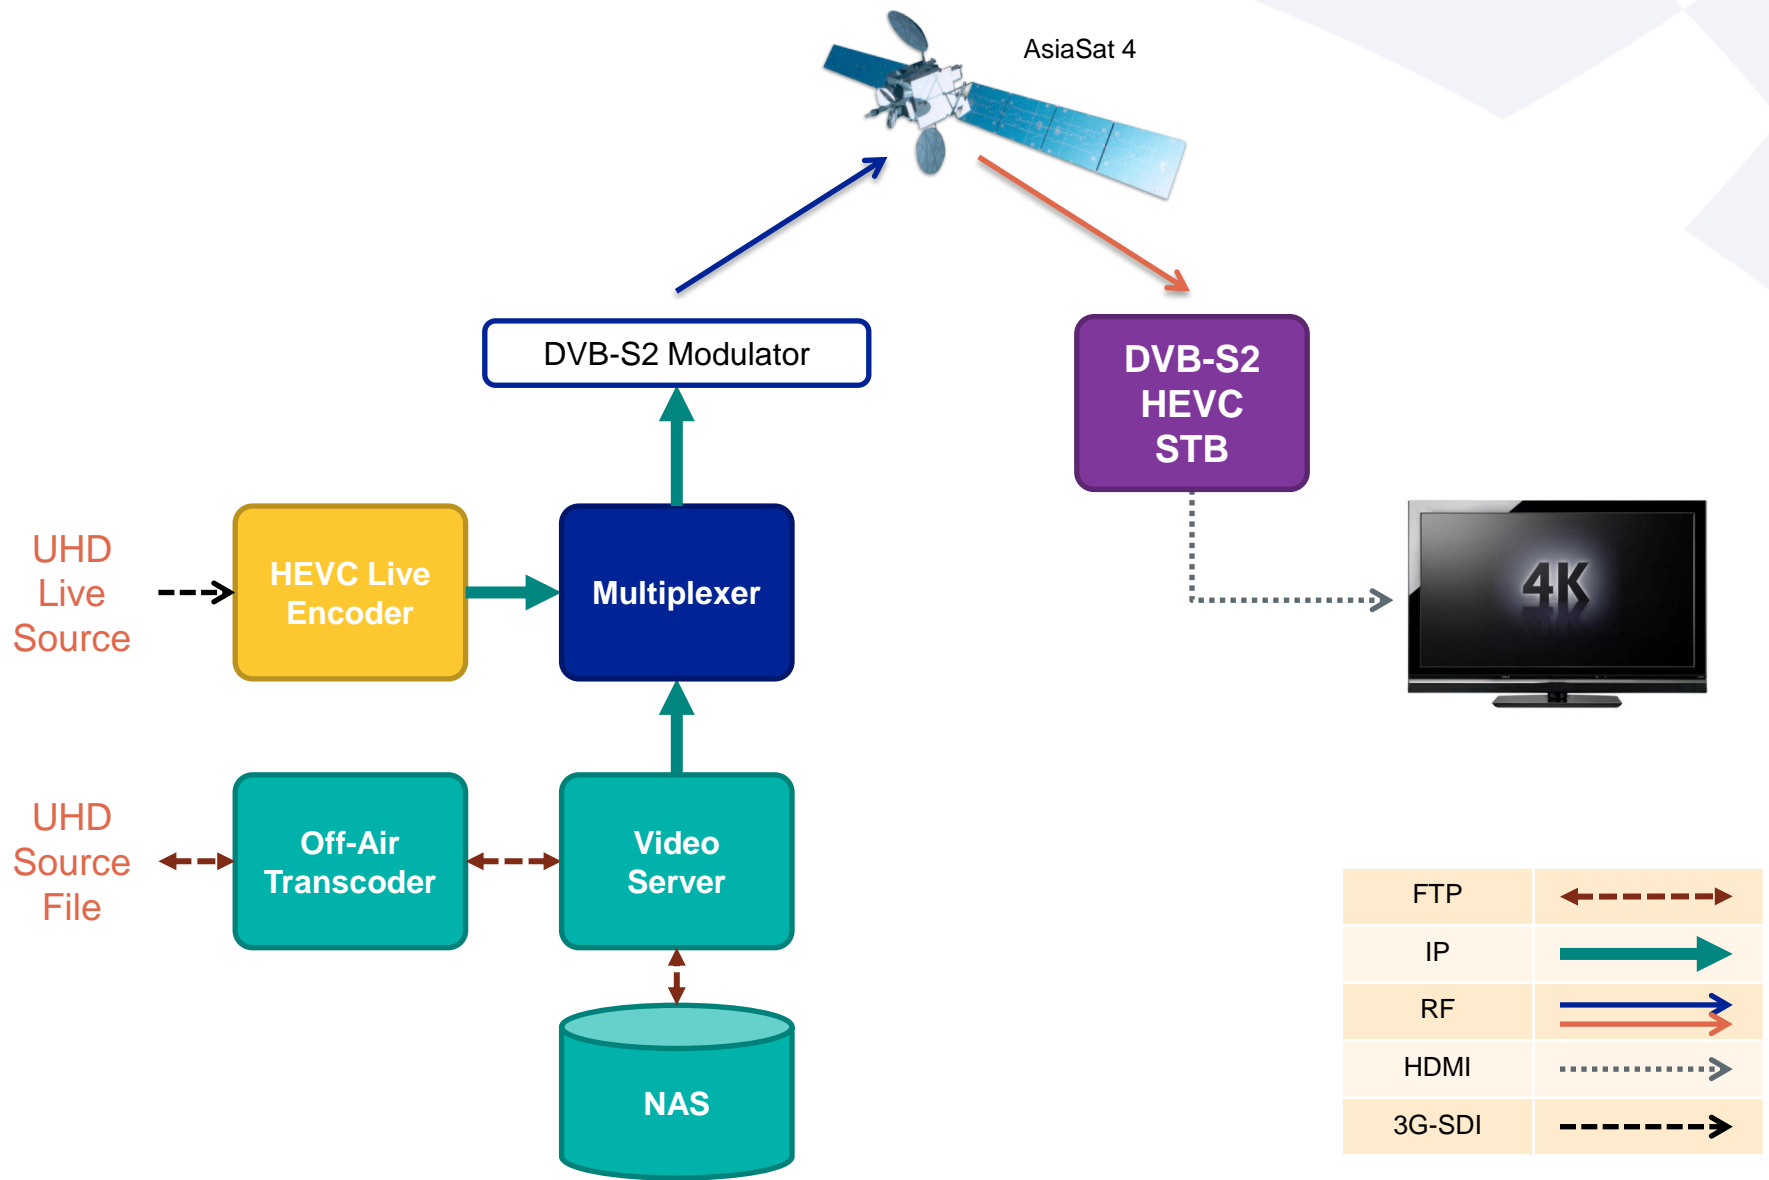 AsiaSat 4
DVB-S2 Modulator
DVB-S2
HEVC
STB
UHD
Live
Source
HEVC Live
Encoder
Multiplexer
4K
UHD
Source
File
Off-Air
Transcoder
Video
Server
NAS
FTP
IP
RF
HDMI
3G-SDI